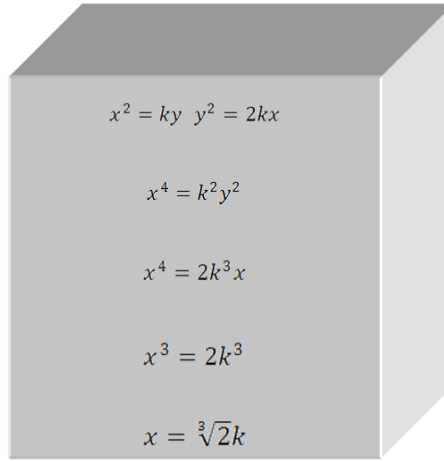 x² = ky  y² = 2kx
x⁴ = k²y²
x⁴ = 2k³x
x³ = 2k³
x = ∛2k